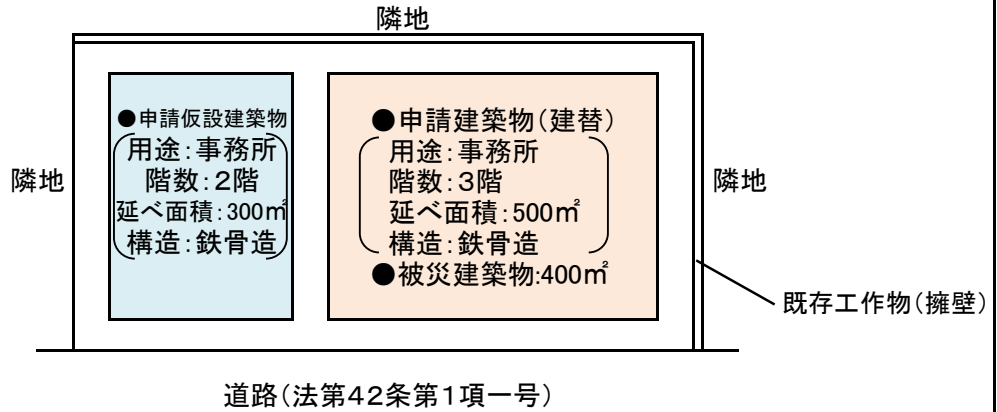 隣地
●申請仮設建築物
用途:事務所
階数:2階
延べ面積:300㎡
構造:鉄骨造
●申請建築物(建替)
用途:事務所
階数:3階
延べ面積:500㎡
構造:鉄骨造
●被災建築物:400㎡
隣地
隣地
既存工作物(擁壁)
道路(法第42条第1項一号)